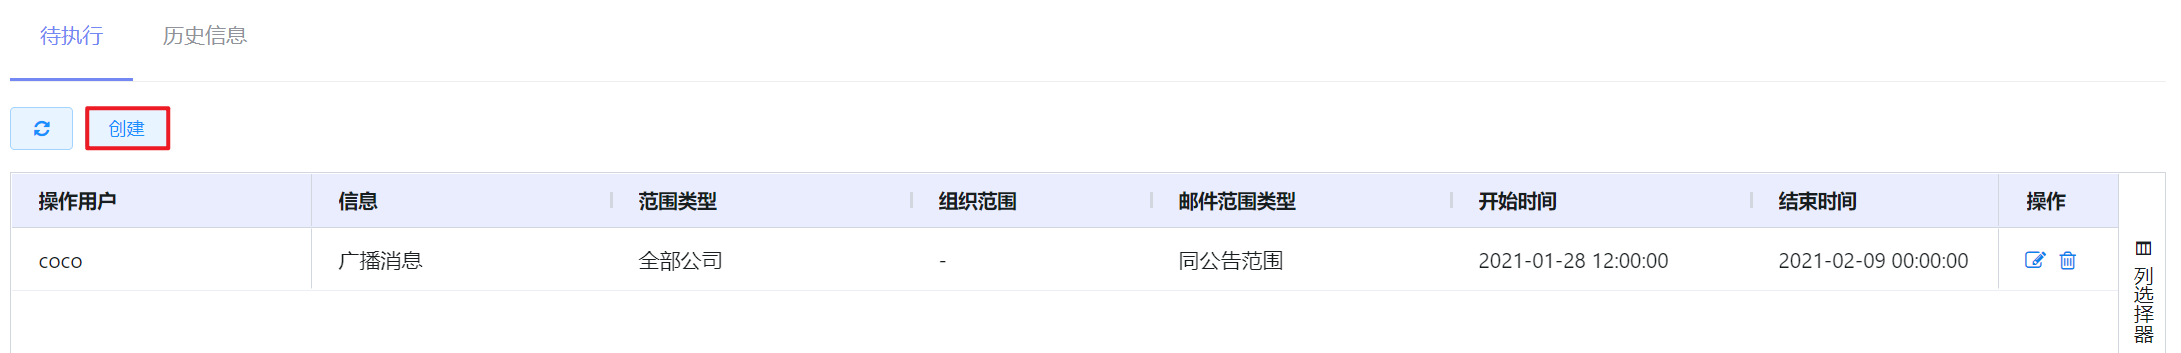 待执行 历史信息
创建
操作用户 信息 范围类型 组织范围 邮件范围类型 开始时间 结束时间 操作
coco 广播消息 全部公司 - 同公告范围 2021-01-28 12:00:00 2021-02-09 00:00:00
列选择器